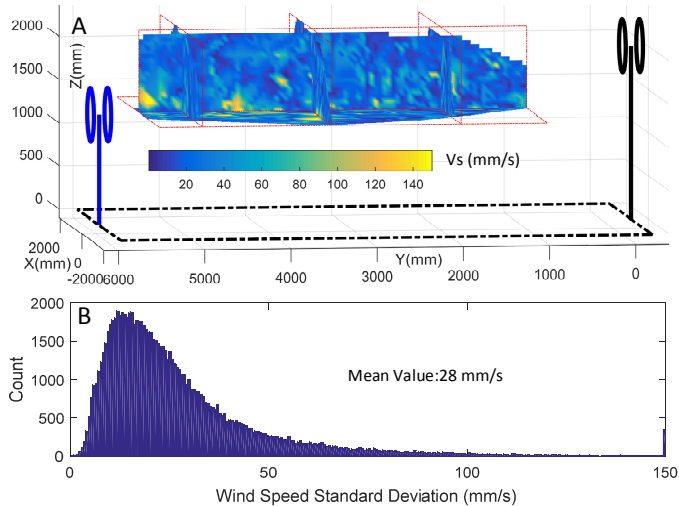 A
2000
1500
1000
500
0
Z(mm)
Vs (mm/s)
20 40 60 80 100 120 140
2000
0
-2000
X(mm)
6000 5000 4000 3000 2000 1000 0
Y(mm)
B
2000
1500
1000
500
0
Count
Mean Value:28 mm/s
0 50 100 150
Wind Speed Standard Deviation (mm/s)